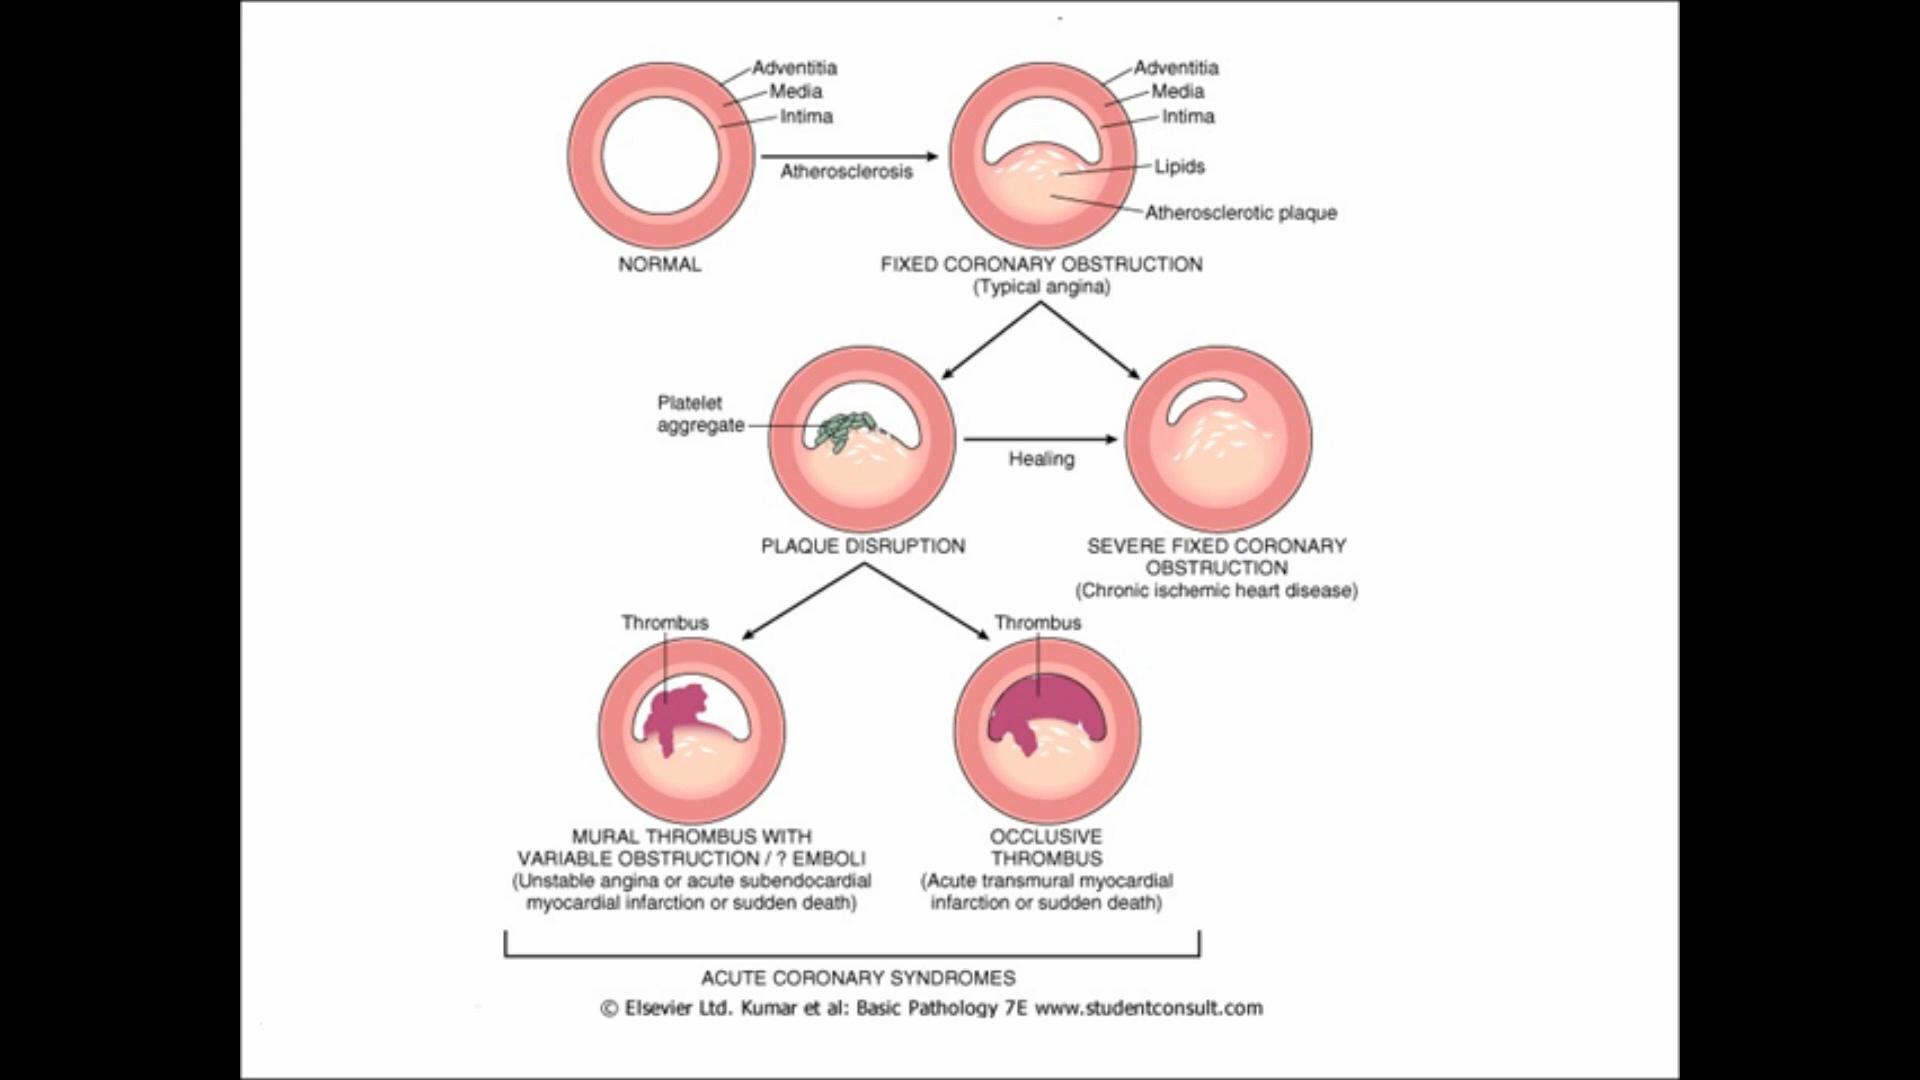 Adventitia
Media
Intima
Atherosclerosis
NORMAL
Adventitia
Media
Intima
Lipids
Atherosclerotic plaque
FIXED CORONARY OBSTRUCTION
(Typical angina)
Platelet
aggregate
Healing
PLAQUE DISRUPTION
SEVERE FIXED CORONARY
OBSTRUCTION
(Chronic ischemic heart disease)
Thrombus
MURAL THROMBUS WITH
VARIABLE OBSTRUCTION / ? EMBOLI
(Unstable angina or acute subendocardial
myocardial infarction or sudden death)
Thrombus
OCCLUSIVE
THROMBUS
(Acute transmural myocardial
infarction or sudden death)
ACUTE CORONARY SYNDROMES
© Elsevier Ltd. Kumar et al: Basic Pathology 7E www.studentconsult.com